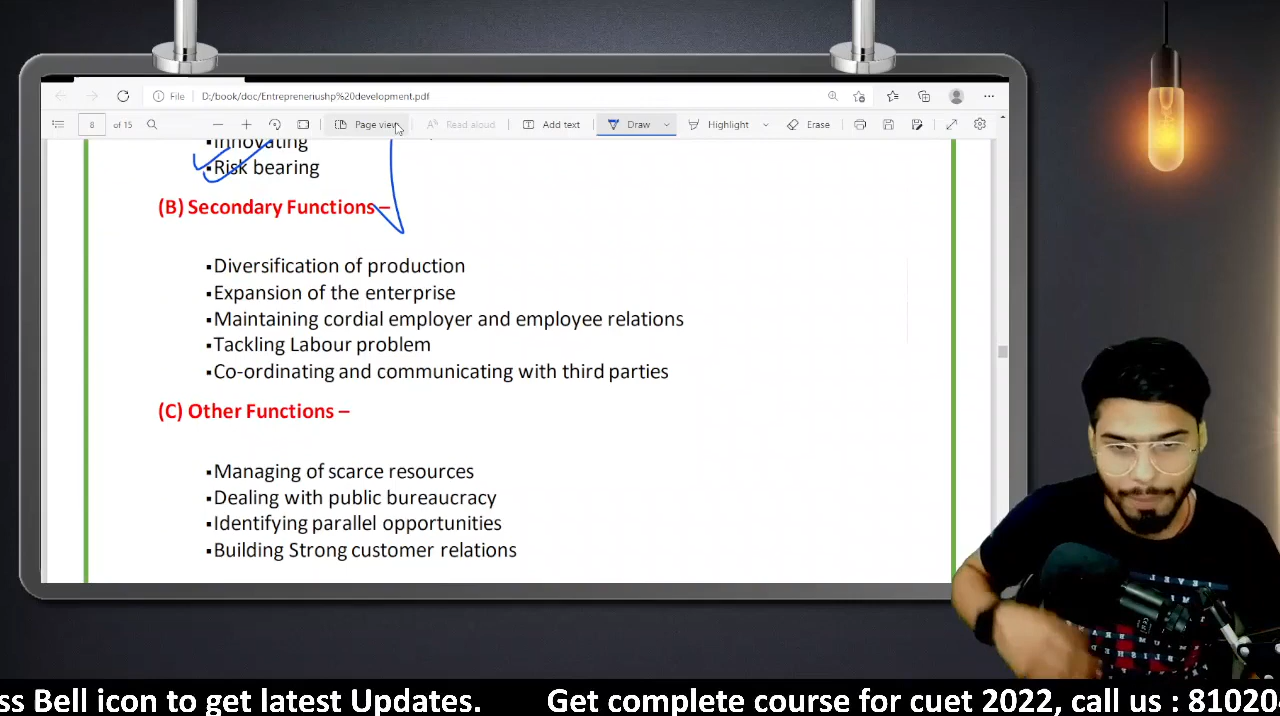 File D:/book/doc/Entrepreneriushp%20development.pdf
8 of 15 Page view Read aloud Add text Draw Highlight Erase
▪Innovating
▪Risk bearing
(B) Secondary Functions –
▪Diversification of production
▪Expansion of the enterprise
▪Maintaining cordial employer and employee relations
▪Tackling Labour problem
▪Co-ordinating and communicating with third parties
(C) Other Functions –
▪Managing of scarce resources
▪Dealing with public bureaucracy
▪Identifying parallel opportunities
▪Building Strong customer relations
ss Bell icon to get latest Updates. Get complete course for cuet 2022, call us : 81020